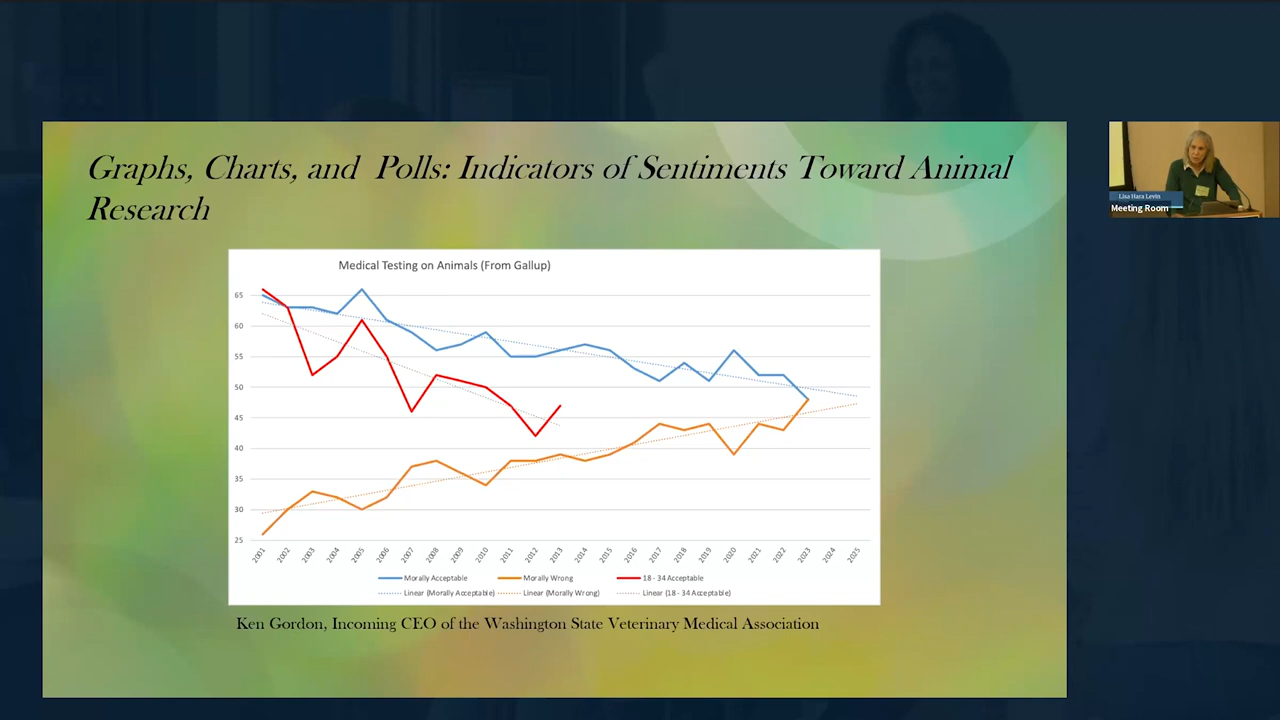 Graphs, Charts, and Polls: Indicators of Sentiments Toward Animal
Research
Medical Testing on Animals (From Gallup)
65
60
55
50
45
40
35
30
25
2001 2002 2003 2004 2005 2006 2007 2008 2009 2010 2011 2012 2013 2014 2015 2016 2017 2018 2019 2020 2021 2022 2023 2024 2025
Morally Acceptable Morally Wrong 18 - 34 Acceptable
Linear (Morally Acceptable) Linear (Morally Wrong) Linear (18 - 34 Acceptable)
Ken Gordon, Incoming CEO of the Washington State Veterinary Medical Association
Lisa Hara Levin
Meeting Room